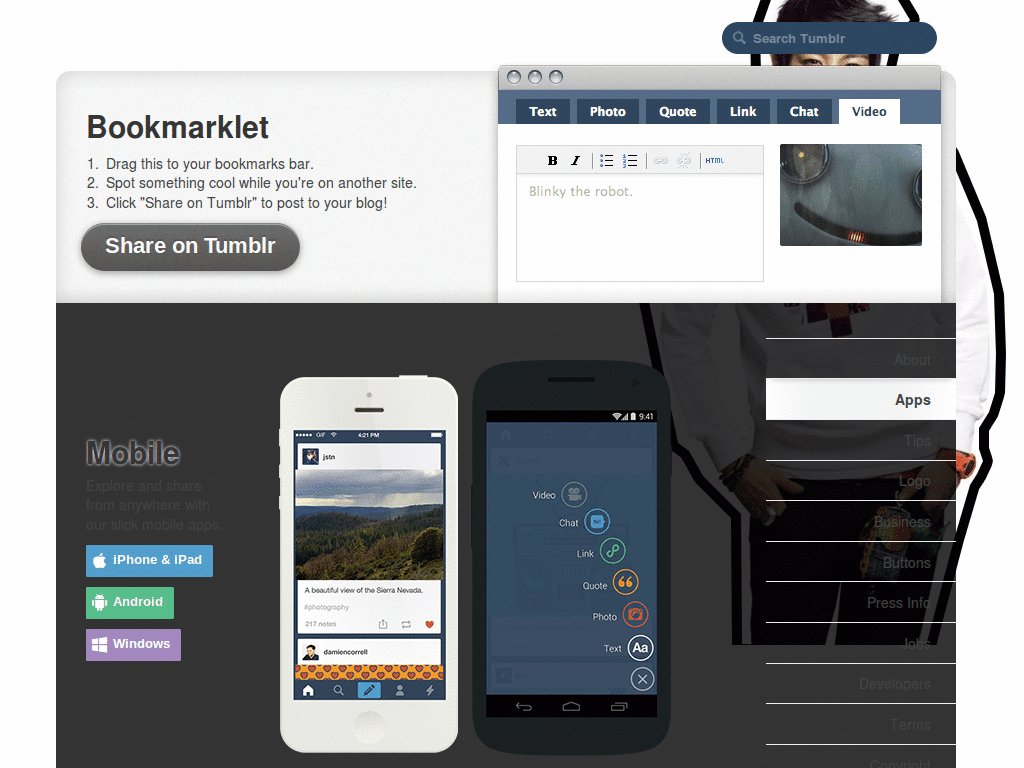 Search Tumblr
Bookmarklet
1. Drag this to your bookmarks bar.
2. Spot something cool while you're on another site.
3. Click "Share on Tumblr" to post to your blog!
Share on Tumblr
Text Photo Quote Link Chat Video
B I HTML
Blinky the robot.
Mobile
Explore and share
from anywhere with
our slick mobile apps.
iPhone & iPad
Android
Windows
GIF 4:21 PM
jstn
A beautiful view of the Sierra Nevada.
#photography
217 notes
damiencorrell
9:41
Video
Chat
Link
Quote
Photo
Text Aa
About
Apps
Tips
Logo
Business
Buttons
Press Info
Jobs
Developers
Terms
Copyright